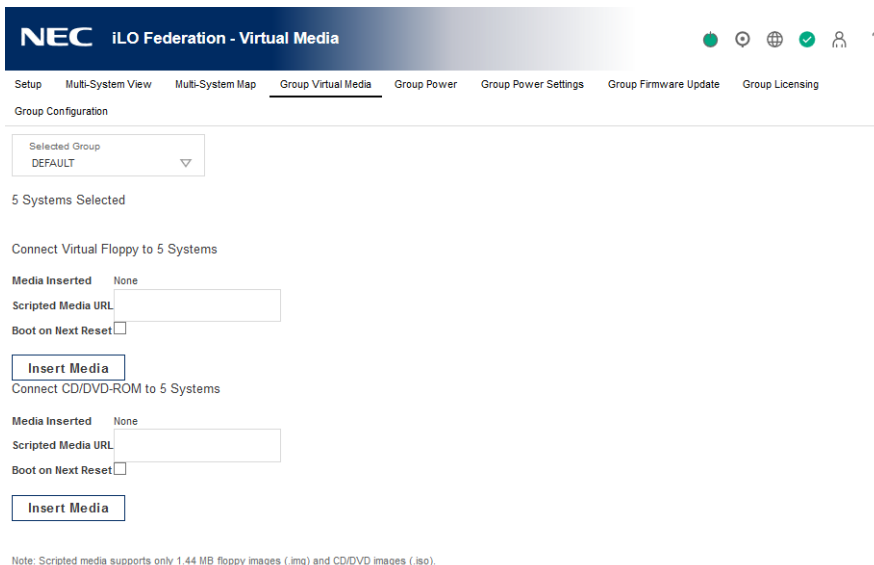 NEC iLO Federation - Virtual Media
Setup Multi-System View Multi-System Map Group Virtual Media Group Power Group Power Settings Group Firmware Update Group Licensing
Group Configuration
Selected Group
DEFAULT
5 Systems Selected
Connect Virtual Floppy to 5 Systems
Media Inserted None
Scripted Media URL
Boot on Next Reset
Insert Media
Connect CD/DVD-ROM to 5 Systems
Media Inserted None
Scripted Media URL
Boot on Next Reset
Insert Media
Note: Scripted media supports only 1.44 MB floppy images (.img) and CD/DVD images (.iso).